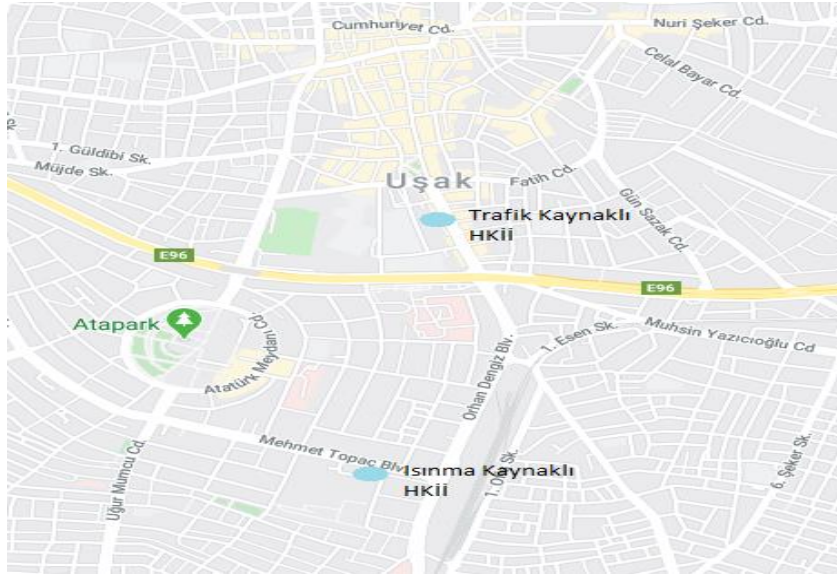 Cumhuriyet Cd.
Nuri Şeker Cd.
Celal Bayar Cd.
1. Güldibi Sk.
Müjde Sk.
Uşak
Fatih Cd.
Gün Sazak Cd.
Trafik Kaynaklı
HKİİ
E96
E96
Atapark
Atatürk Meydanı Cd.
Orhan Dengiz Blv.
1. Esen Sk.
Muhsin Yazıcıoğlu Cd
Mehmet Topaç Blv.
Isınma Kaynaklı
HKİİ
Uğur Mumcu Cd.
6. Şeker Sk.